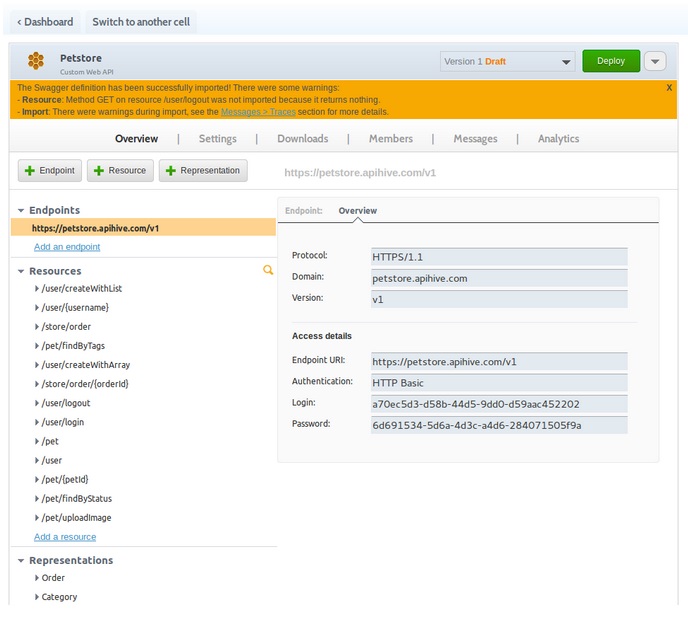 ‹ Dashboard
Switch to another cell
Petstore
Custom Web API
Version 1 Draft
Deploy
The Swagger definition has been successfully imported! There were some warnings:
X
- Resource: Method GET on resource /user/logout was not imported because it returns nothing.
- Import: There were warnings during import, see the Messages > Traces section for more details.
Overview | Settings | Downloads | Members | Messages | Analytics
Endpoint
Resource
Representation
https://petstore.apihive.com/v1
Endpoints
https://petstore.apihive.com/v1
Add an endpoint
Resources
/user/createWithList
/user/{username}
/store/order
/pet/findByTags
/user/createWithArray
/store/order/{orderId}
/user/logout
/user/login
/pet
/user
/pet/{petId}
/pet/findByStatus
/pet/uploadImage
Add a resource
Representations
Order
Category
Endpoint: Overview
Protocol: HTTPS/1.1
Domain: petstore.apihive.com
Version: v1
Access details
Endpoint URI: https://petstore.apihive.com/v1
Authentication: HTTP Basic
Login: a70ec5d3-d58b-44d5-9dd0-d59aac452202
Password: 6d691534-5d6a-4d3c-a4d6-284071505f9a